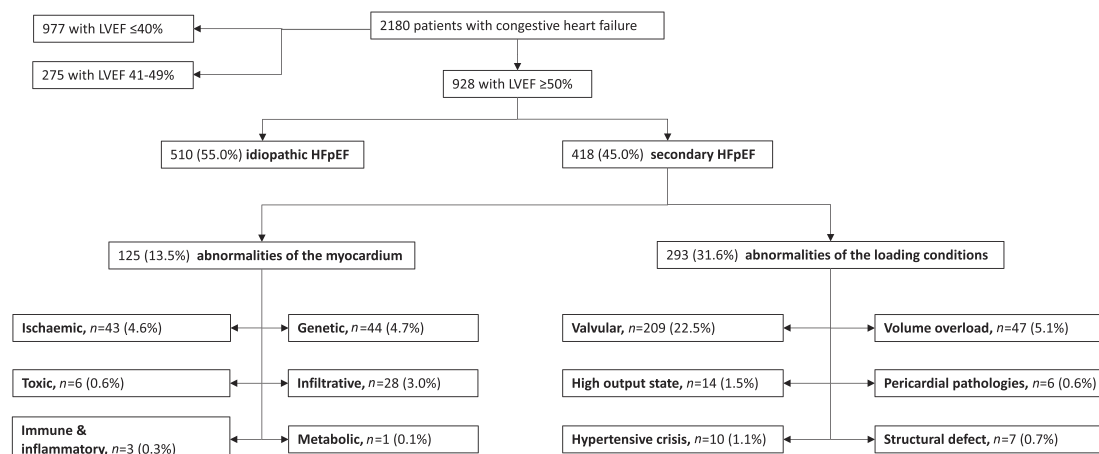 977 with LVEF ≤40%
2180 patients with congestive heart failure
275 with LVEF 41-49%
928 with LVEF ≥50%
510 (55.0%) idiopathic HFpEF
418 (45.0%) secondary HFpEF
125 (13.5%) abnormalities of the myocardium
293 (31.6%) abnormalities of the loading conditions
Ischaemic, n=43 (4.6%)
Genetic, n=44 (4.7%)
Valvular, n=209 (22.5%)
Volume overload, n=47 (5.1%)
Toxic, n=6 (0.6%)
Infiltrative, n=28 (3.0%)
High output state, n=14 (1.5%)
Pericardial pathologies, n=6 (0.6%)
Immune &
inflammatory, n=3 (0.3%)
Metabolic, n=1 (0.1%)
Hypertensive crisis, n=10 (1.1%)
Structural defect, n=7 (0.7%)